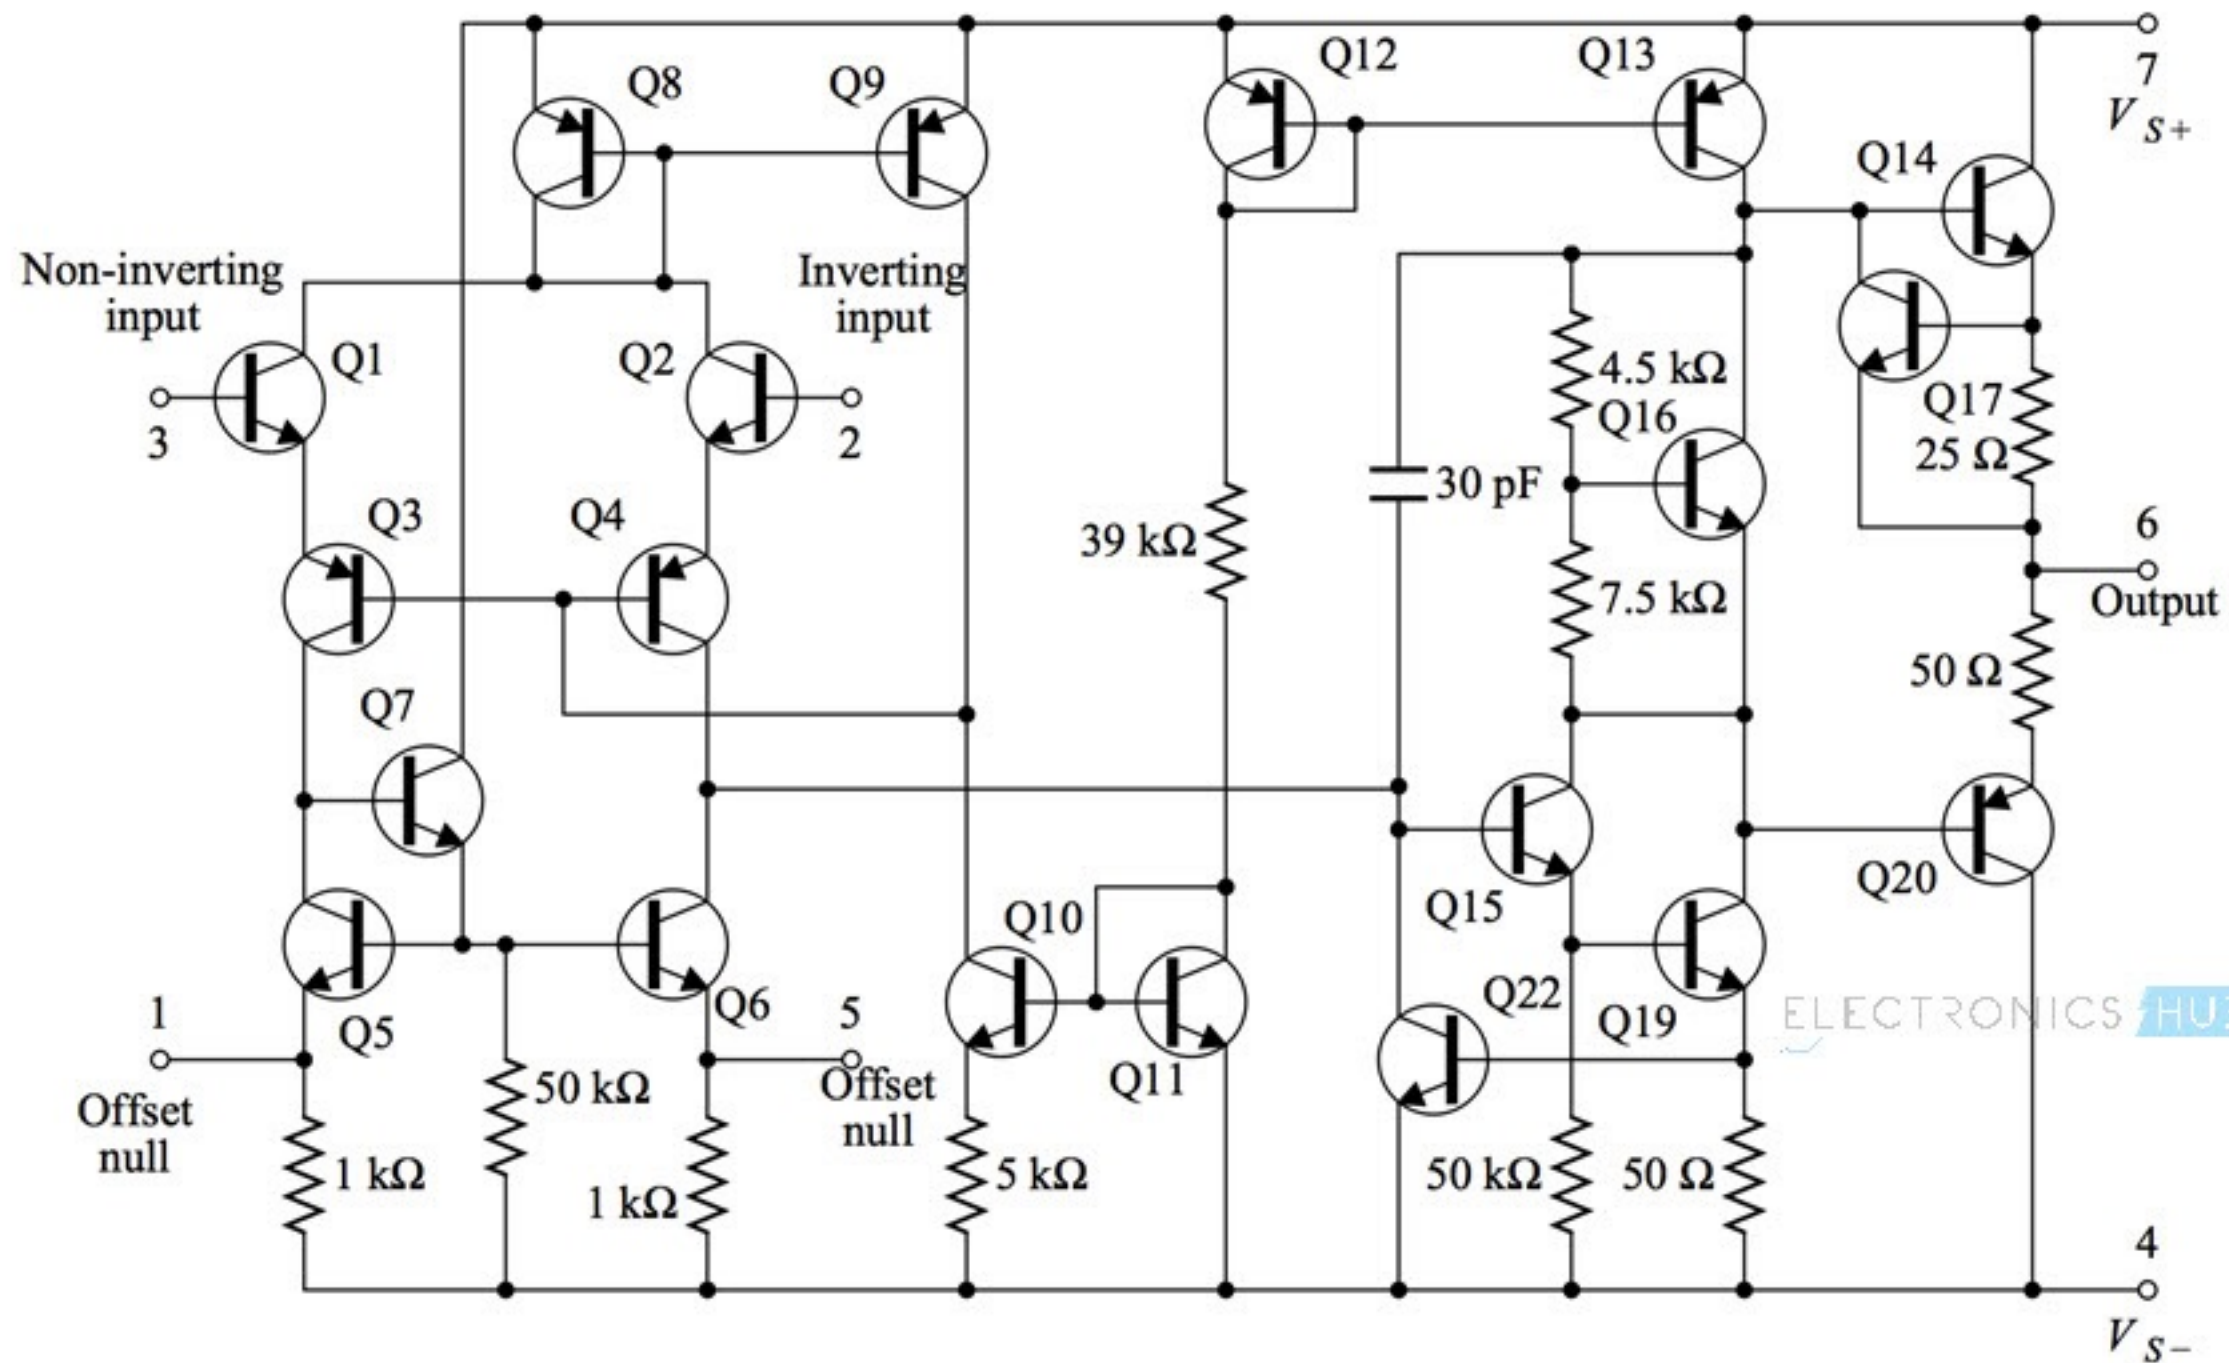 Q12
Q13
Q8
Q9
7
V S+
Q14
Non-inverting
input
Inverting
input
Q1
Q2
4.5 kΩ
Q17
Q16
25 Ω
3
2
30 pF
Q3
Q4
39 kΩ
6
Output
7.5 kΩ
50 Ω
Q7
Q15
Q20
Q10
Q22
1
Q5
Q6
5
Q19
ELECTRONICS HU
Offset
null
50 kΩ
Offset
null
Q11
1 kΩ
1 kΩ
5 kΩ
50 kΩ
50 Ω
4
V S−